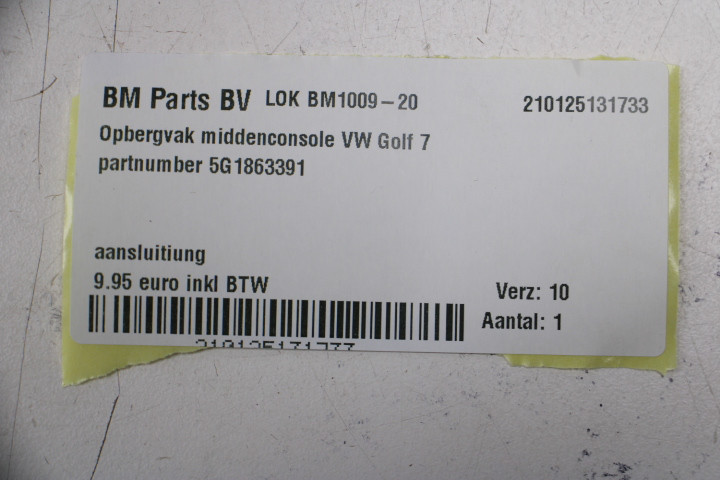 BM Parts BV LOK BM1009-20 210125131733
Opbergvak middenconsole VW Golf 7
partnumber 5G1863391
aansluitiung
9.95 euro inkl BTW
Verz: 10
Aantal: 1
210125131733